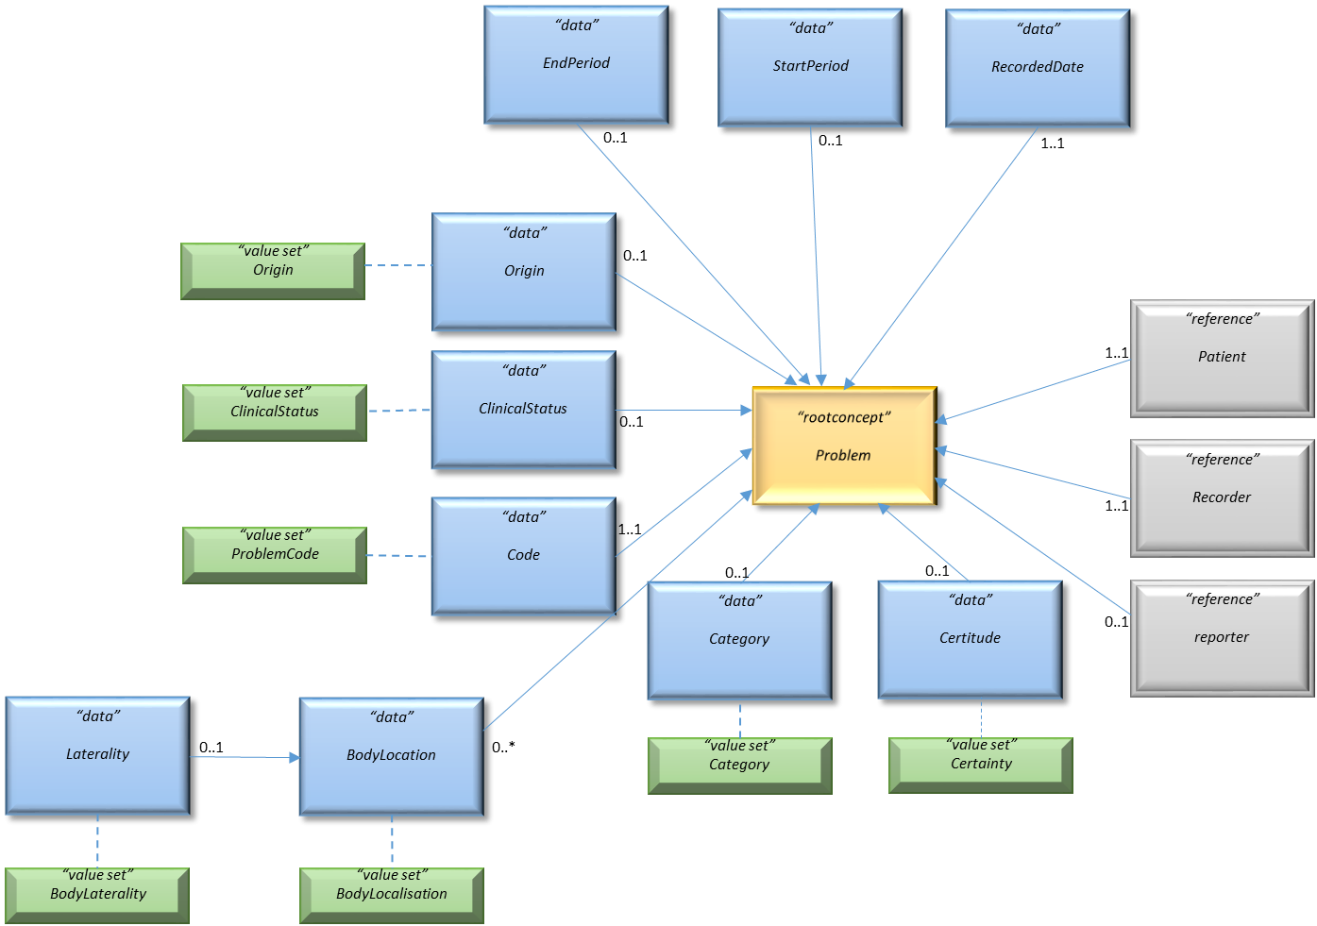 “data”
EndPeriod
0..1
“data”
StartPeriod
0..1
“data”
RecordedDate
1..1
“value set”
Origin
“data”
Origin
0..1
“value set”
ClinicalStatus
“data”
ClinicalStatus
0..1
“value set”
ProblemCode
“data”
Code
1..1
“rootconcept”
Problem
“reference”
Patient
1..1
“reference”
Recorder
1..1
“reference”
reporter
0..1
0..1
“data”
Category
“value set”
Category
0..1
“data”
Certitude
“value set”
Certainty
“data”
Laterality
0..1
“data”
BodyLocation
0..*
“value set”
BodyLaterality
“value set”
BodyLocalisation